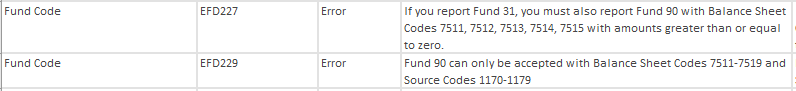 Fund Code EFD227 Error If you report Fund 31, you must also report Fund 90 with Balance Sheet
Codes 7511, 7512, 7513, 7514, 7515 with amounts greater than or equal
to zero.
Fund Code EFD229 Error Fund 90 can only be accepted with Balance Sheet Codes 7511-7519 and
Source Codes 1170-1179